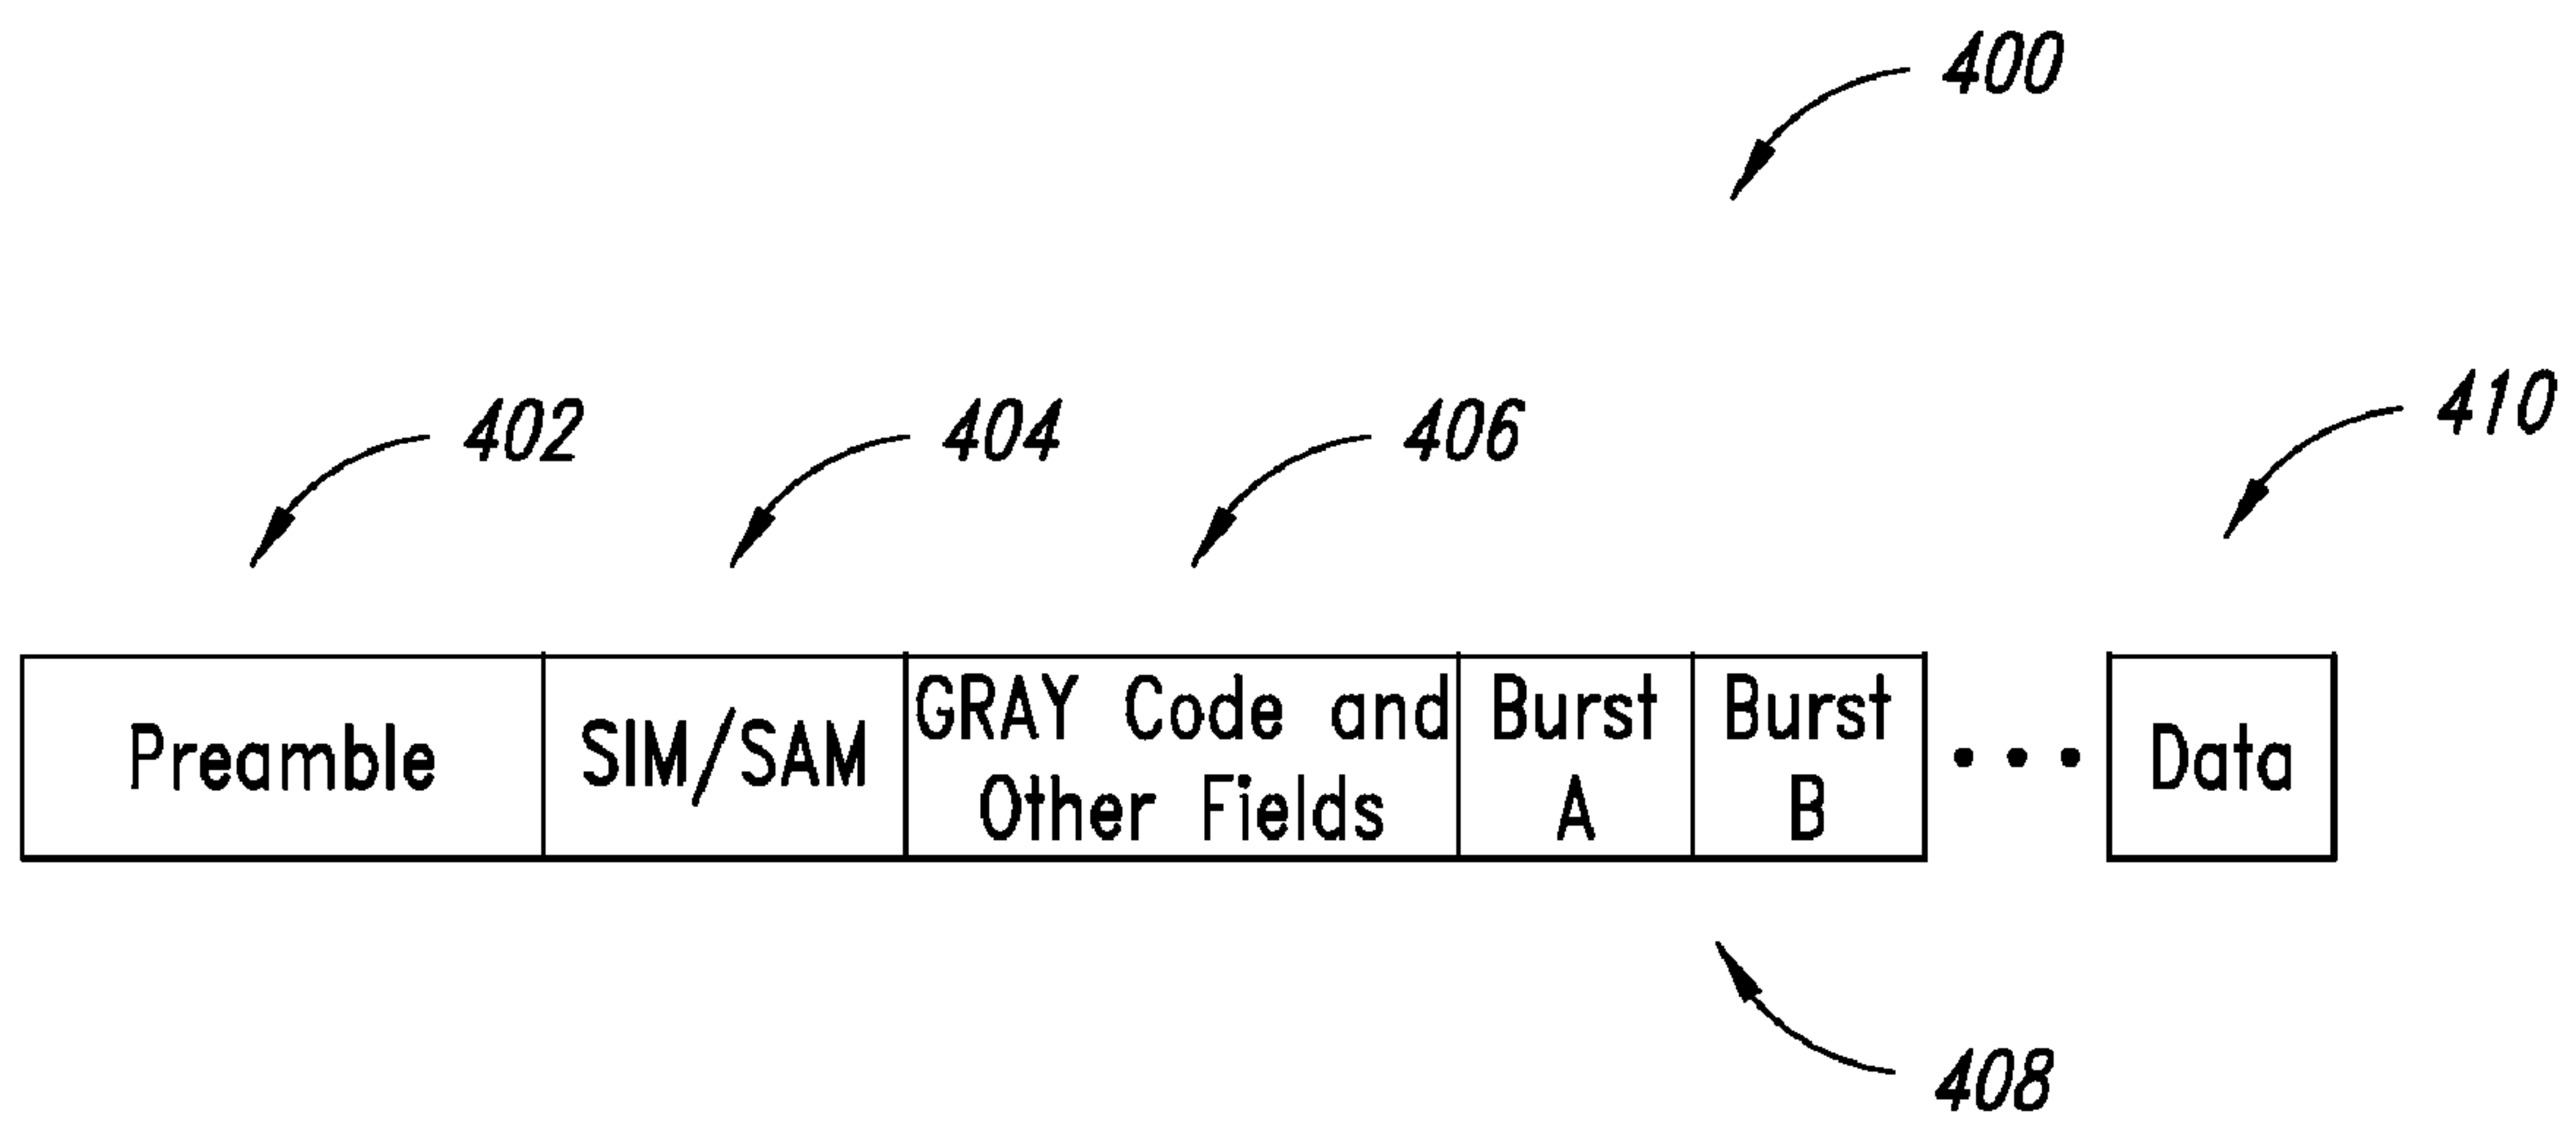 400
402
404
406
410
Preamble
SIM/SAM
GRAY Code and
Other Fields
Burst
A
Burst
B
Data
408